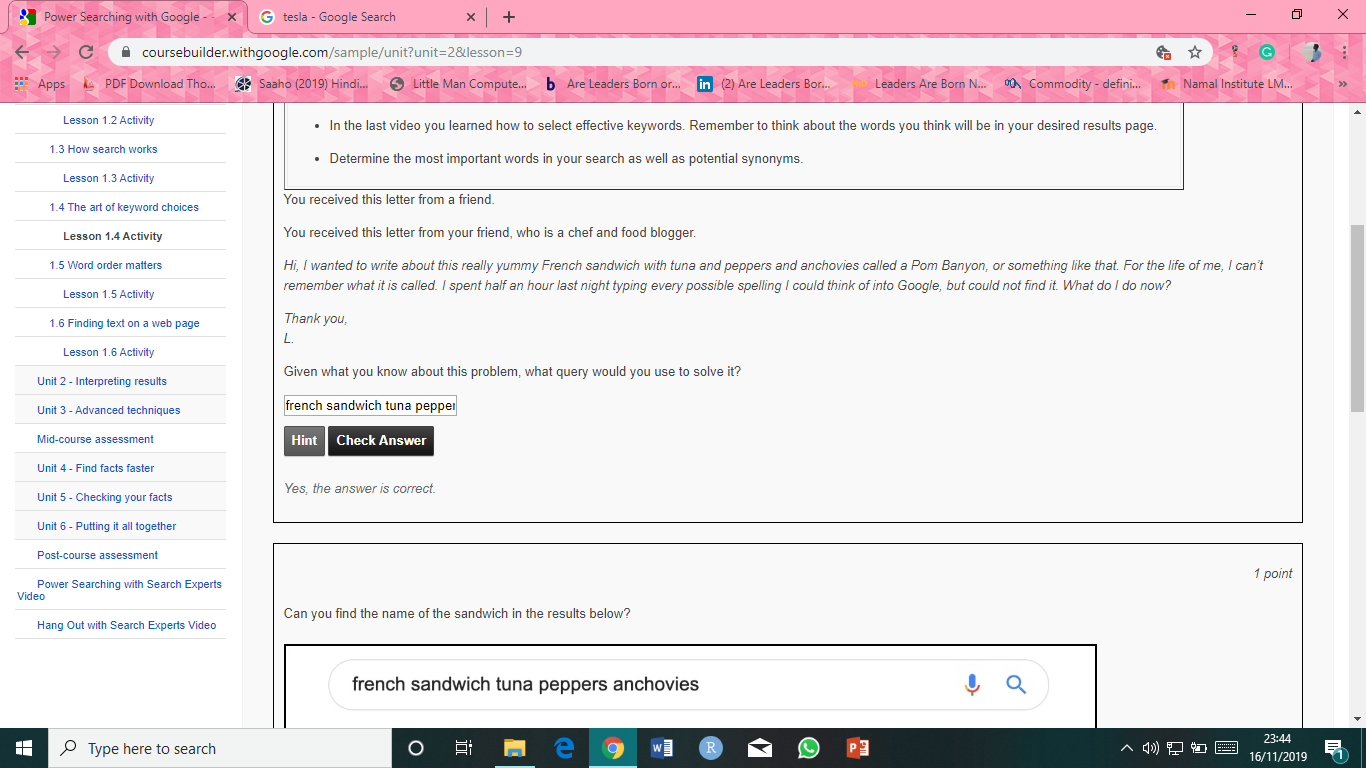 Power Searching with Google -
tesla - Google Search
coursebuilder.withgoogle.com/sample/unit?unit=2&lesson=9
Apps
PDF Download Tho...
Saaho (2019) Hindi...
Little Man Compute...
Are Leaders Born or...
(2) Are Leaders Bor...
Leaders Are Born N...
Commodity - defini...
Namal Institute LM...
»
Lesson 1.2 Activity
1.3 How search works
Lesson 1.3 Activity
1.4 The art of keyword choices
Lesson 1.4 Activity
1.5 Word order matters
Lesson 1.5 Activity
1.6 Finding text on a web page
Lesson 1.6 Activity
Unit 2 - Interpreting results
Unit 3 - Advanced techniques
Mid-course assessment
Unit 4 - Find facts faster
Unit 5 - Checking your facts
Unit 6 - Putting it all together
Post-course assessment
Power Searching with Search Experts
Video
Hang Out with Search Experts Video
• In the last video you learned how to select effective keywords. Remember to think about the words you think will be in your desired results page.
• Determine the most important words in your search as well as potential synonyms.
You received this letter from a friend.
You received this letter from your friend, who is a chef and food blogger.
Hi, I wanted to write about this really yummy French sandwich with tuna and peppers and anchovies called a Pom Banyon, or something like that. For the life of me, I can't
remember what it is called. I spent half an hour last night typing every possible spelling I could think of into Google, but could not find it. What do I do now?
Thank you,
L.
Given what you know about this problem, what query would you use to solve it?
french sandwich tuna pepper
Hint
Check Answer
Yes, the answer is correct.
1 point
Can you find the name of the sandwich in the results below?
french sandwich tuna peppers anchovies
Type here to search
23:44
16/11/2019
1